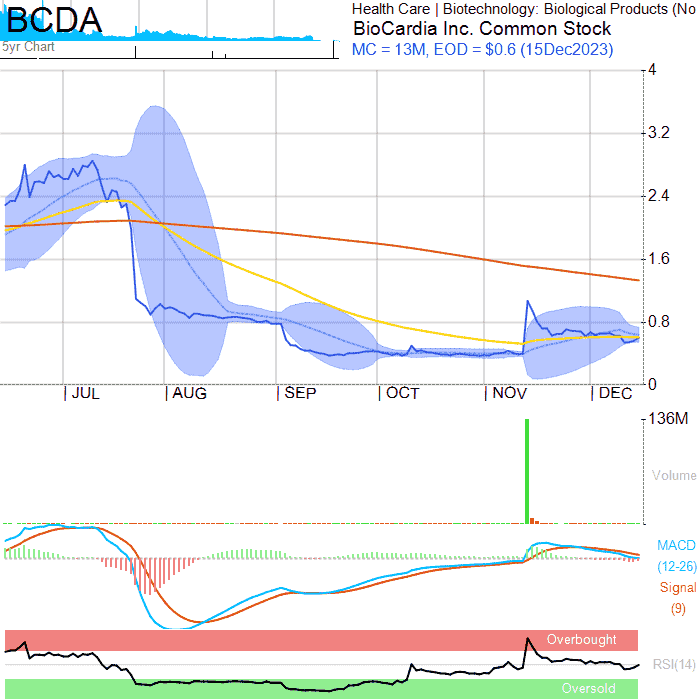 BCDA
Health Care | Biotechnology: Biological Products (No
BioCardia Inc. Common Stock
5yr Chart
MC = 13M, EOD = $0.6 (15Dec2023)
4
3.2
2.4
1.6
0.8
0
| JUL | AUG | SEP | OCT | NOV | DEC
136M
Volume
MACD
(12-26)
Signal
(9)
Overbought
RSI(14)
Oversold